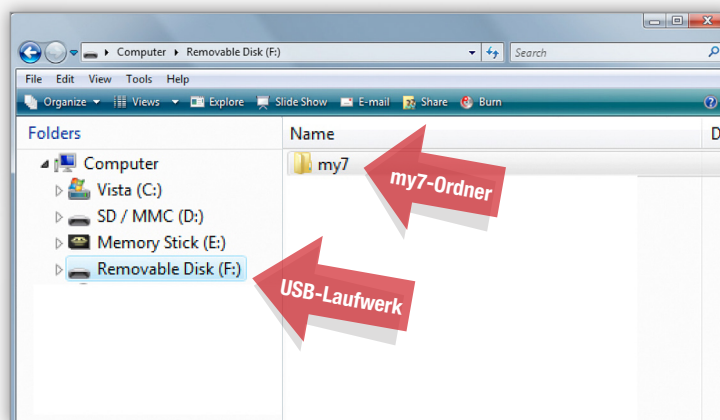 Computer ▸ Removable Disk (F:)
Search
File Edit View Tools Help
Organize Views Explore Slide Show E-mail Share Burn
Folders
Name
D
Computer
my7
my7-Ordner
Vista (C:)
SD / MMC (D:)
Memory Stick (E:)
Removable Disk (F:)
USB-Laufwerk